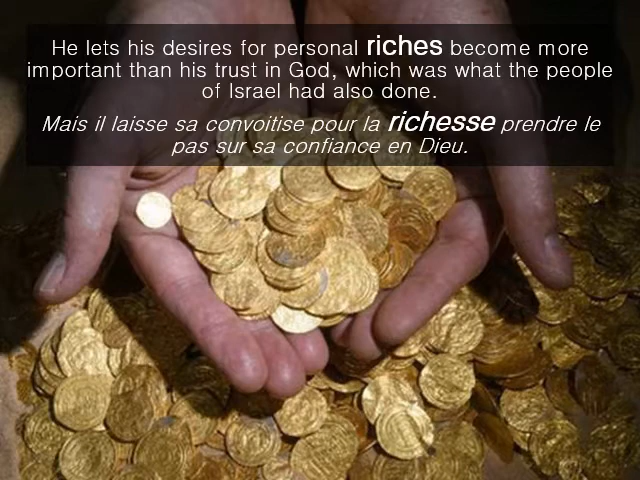 He lets his desires for personal riches become more
important than his trust in God, which was what the people
of Israel had also done.
Mais il laisse sa convoitise pour la richesse prendre le
pas sur sa confiance en Dieu.